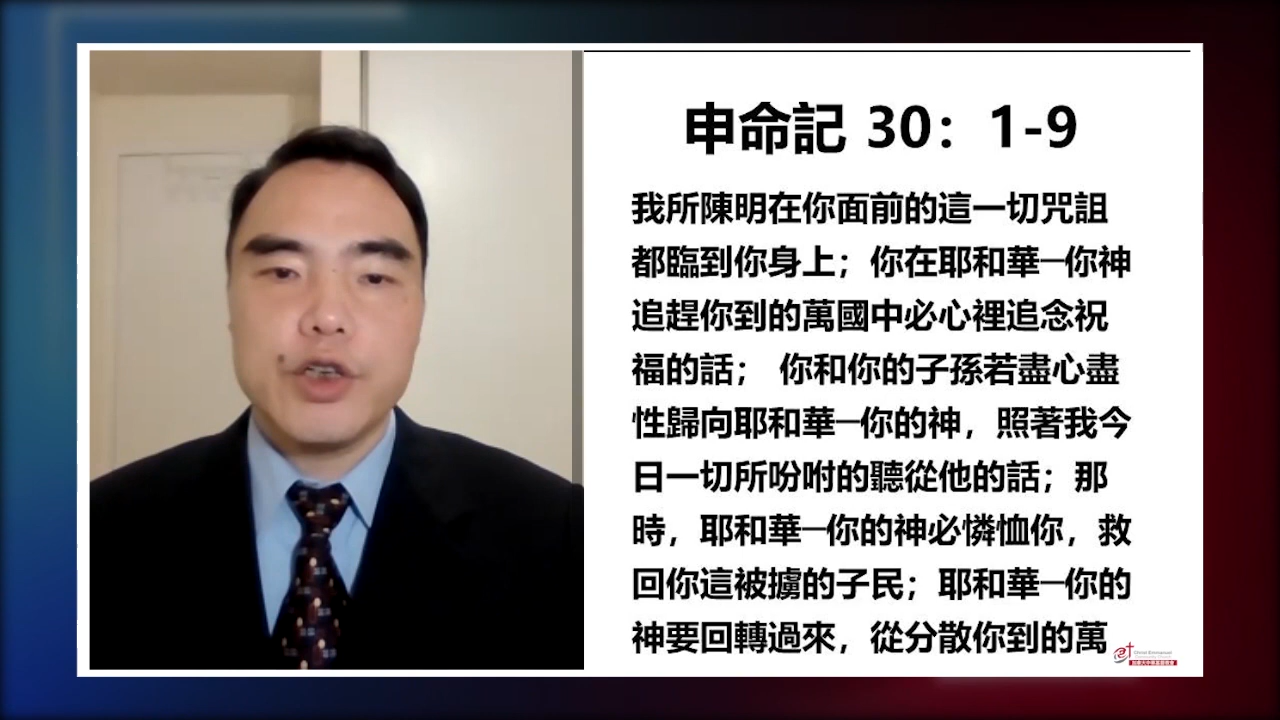 申命記 30：1-9
我所陳明在你面前的這一切咒詛
都臨到你身上；你在耶和華─你神
追趕你到的萬國中必心裡追念祝
福的話； 你和你的子孫若盡心盡
性歸向耶和華─你的神，照著我今
日一切所吩咐的聽從他的話；那
時，耶和華─你的神必憐恤你，救
回你這被擄的子民；耶和華─你的
神要回轉過來，從分散你到的萬